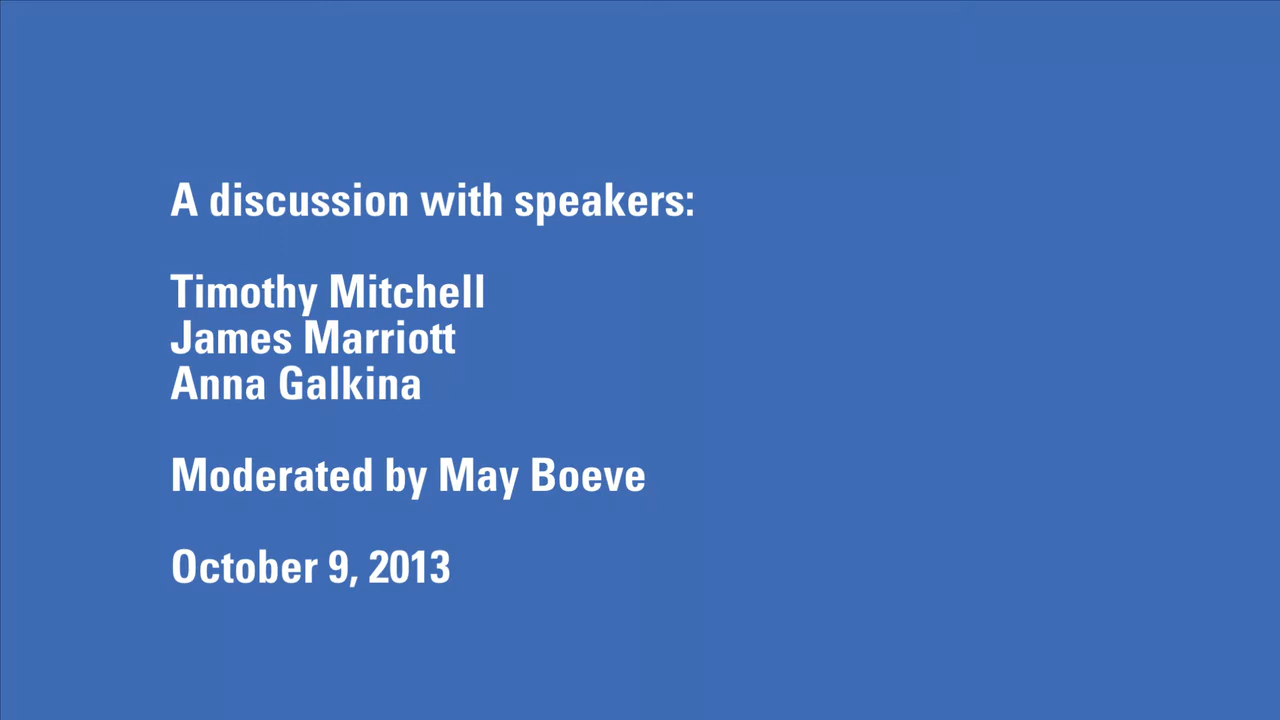 A discussion with speakers:
Timothy Mitchell
James Marriott
Anna Galkina
Moderated by May Boeve
October 9, 2013